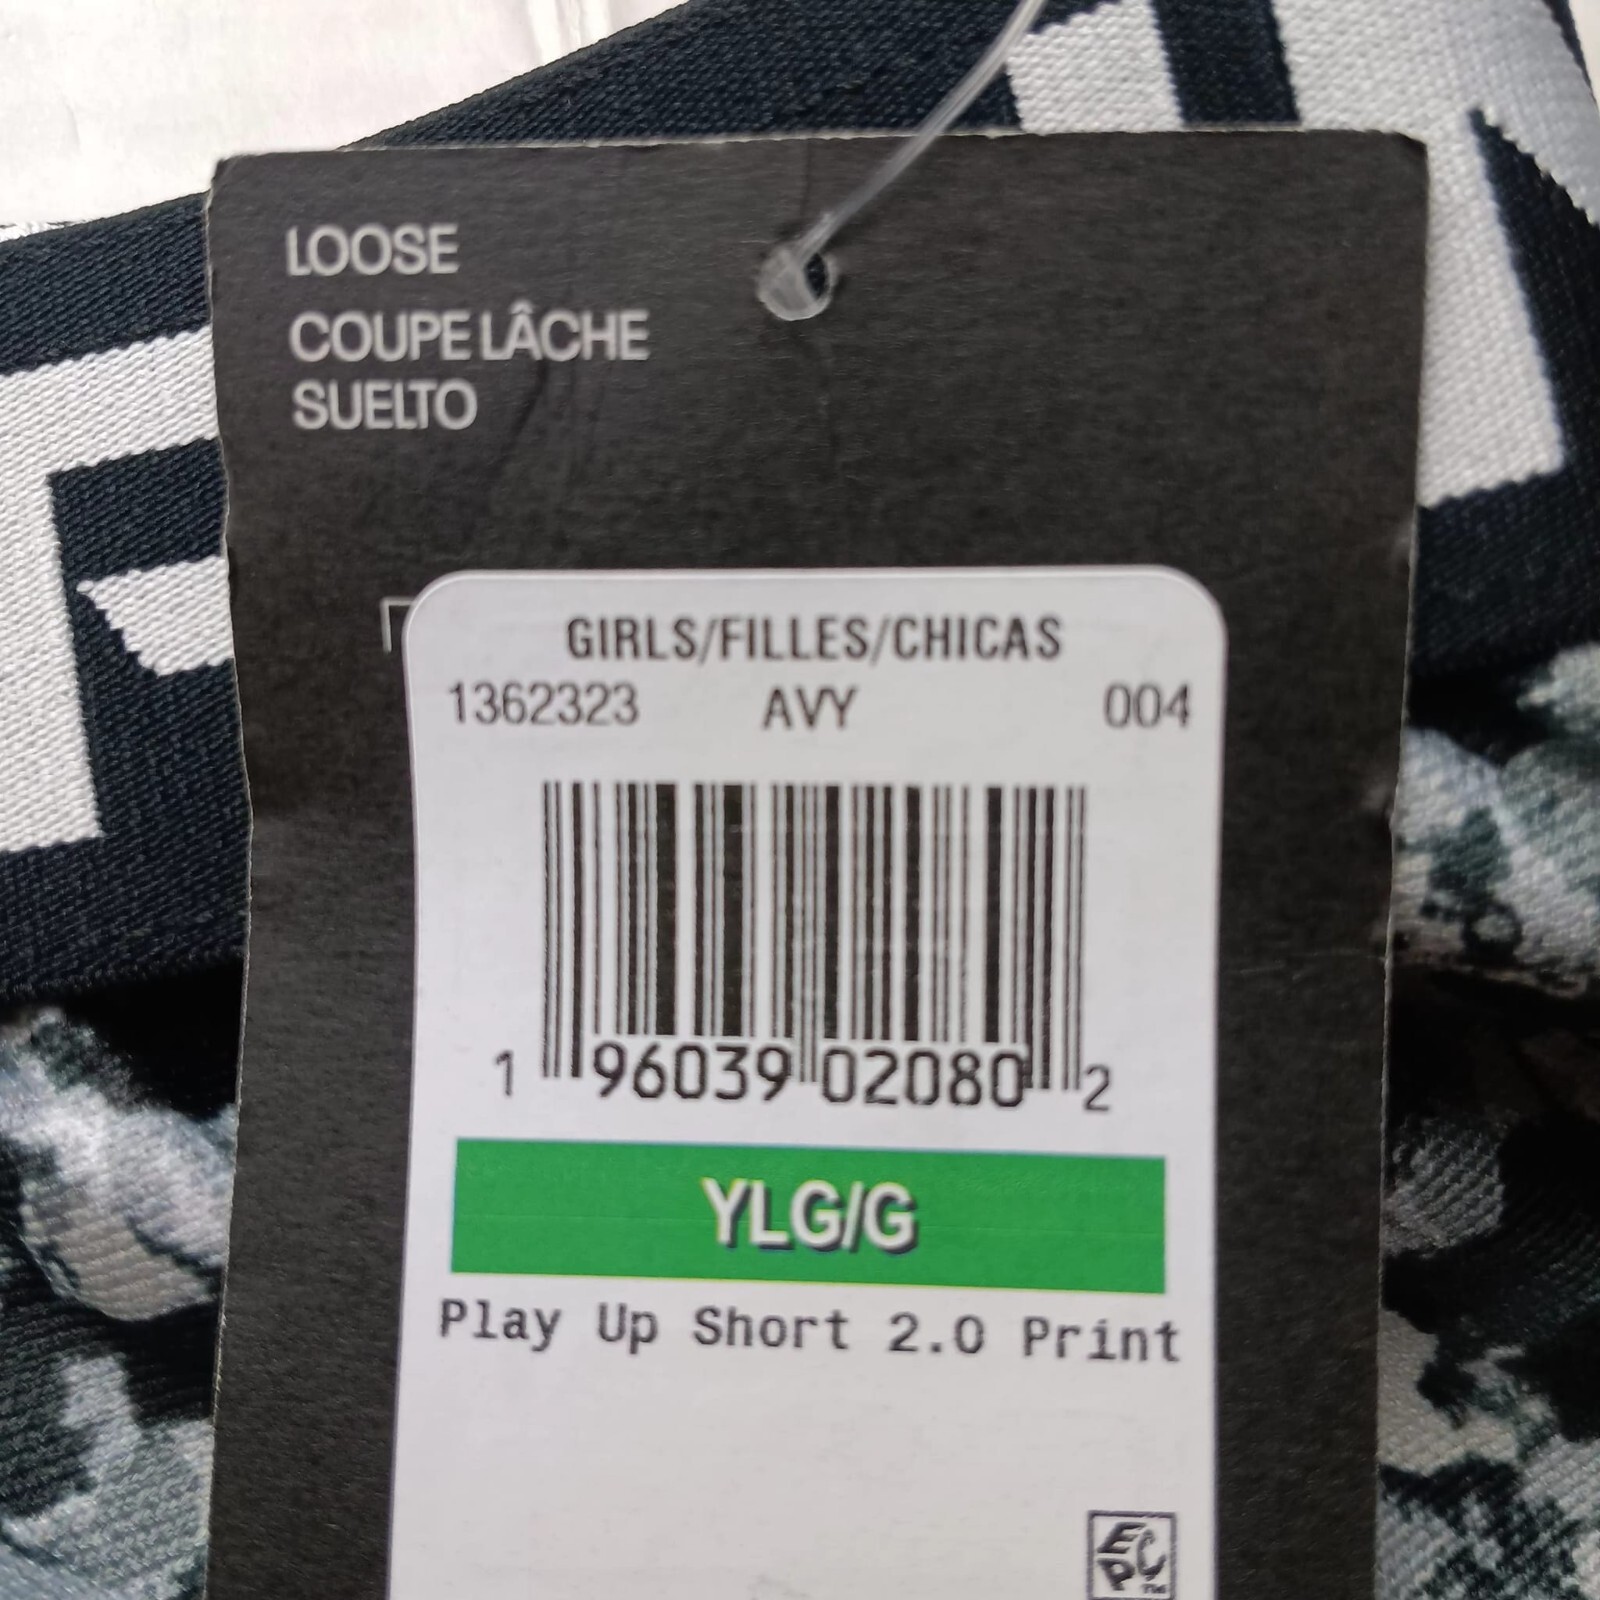 LOOSE
COUPE LÂCHE
SUELTO
GIRLS/FILLES/CHICAS
1362323 AVY 004
1 96039 02080 2
YLG/G
Play Up Short 2.0 Print
EPC TM